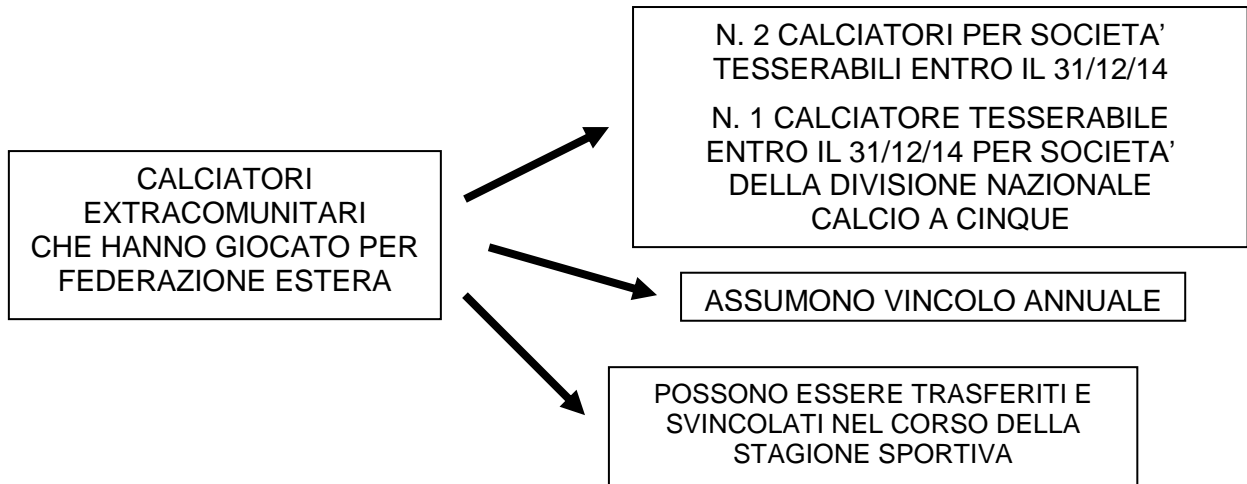 CALCIATORI
EXTRACOMUNITARI
CHE HANNO GIOCATO PER
FEDERAZIONE ESTERA
N. 2 CALCIATORI PER SOCIETA’
TESSERABILI ENTRO IL 31/12/14
N. 1 CALCIATORE TESSERABILE
ENTRO IL 31/12/14 PER SOCIETA’
DELLA DIVISIONE NAZIONALE
CALCIO A CINQUE
ASSUMONO VINCOLO ANNUALE
POSSONO ESSERE TRASFERITI E
SVINCOLATI NEL CORSO DELLA
STAGIONE SPORTIVA